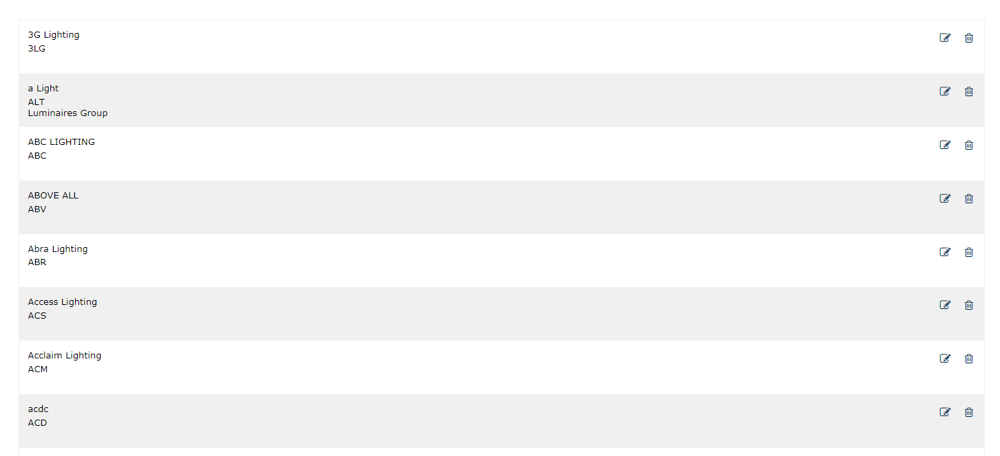 3G Lighting
3LG
a Light
ALT
Luminaires Group
ABC LIGHTING
ABC
ABOVE ALL
ABV
Abra Lighting
ABR
Access Lighting
ACS
Acclaim Lighting
ACM
acdc
ACD